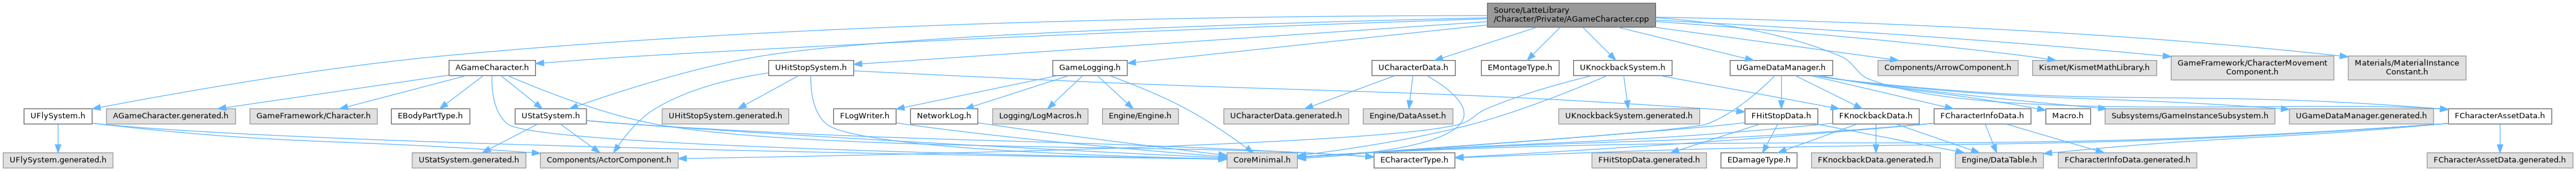 Source/LatteLibrary
/Character/Private/AGameCharacter.cpp
AGameCharacter.h
UHitStopSystem.h
GameLogging.h
UCharacterData.h
EMontageType.h
UKnockbackSystem.h
UGameDataManager.h
Components/ArrowComponent.h
Kismet/KismetMathLibrary.h
GameFramework/CharacterMovement
Component.h
Materials/MaterialInstance
Constant.h
UFlySystem.h
AGameCharacter.generated.h
GameFramework/Character.h
EBodyPartType.h
UStatSystem.h
UHitStopSystem.generated.h
FLogWriter.h
NetworkLog.h
Logging/LogMacros.h
Engine/Engine.h
UCharacterData.generated.h
Engine/DataAsset.h
UKnockbackSystem.generated.h
FHitStopData.h
FKnockbackData.h
FCharacterInfoData.h
Macro.h
Subsystems/GameInstanceSubsystem.h
UGameDataManager.generated.h
FCharacterAssetData.h
UFlySystem.generated.h
UStatSystem.generated.h
Components/ActorComponent.h
CoreMinimal.h
ECharacterType.h
FHitStopData.generated.h
EDamageType.h
FKnockbackData.generated.h
Engine/DataTable.h
FCharacterInfoData.generated.h
FCharacterAssetData.generated.h